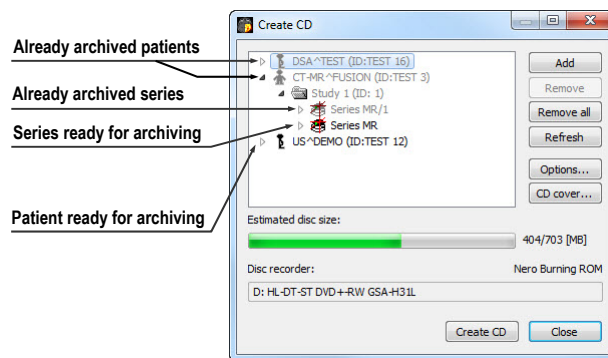 Create CD
Already archived patients
DSA^TEST (ID:TEST 16)
Add
CT-MR^FUSION (ID:TEST 3)
Remove
Already archived series
Study 1 (ID: 1)
Series MR/1
Remove all
Series ready for archiving
Series MR
Refresh
US^DEMO (ID:TEST 12)
Options...
CD cover...
Patient ready for archiving
Estimated disc size:
404/703 [MB]
Disc recorder:
Nero Burning ROM
D: HL-DT-ST DVD+-RW GSA-H31L
Create CD
Close